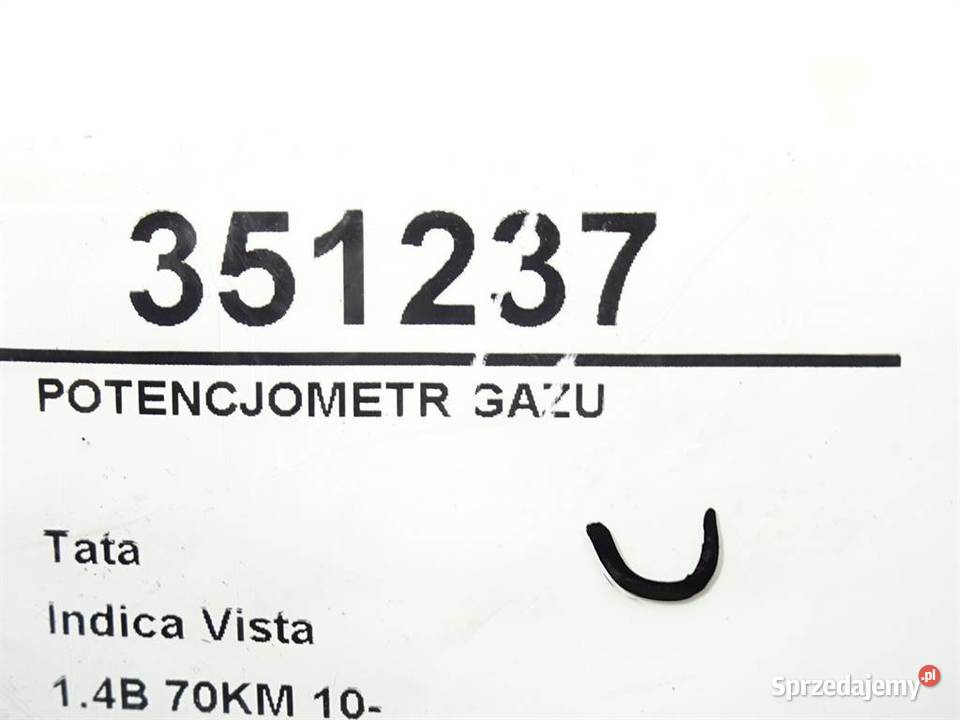 351237
POTENCJOMETR GAZU
Tata
Indica Vista
1.4B 70KM 10-
Sprzedajemy.pl